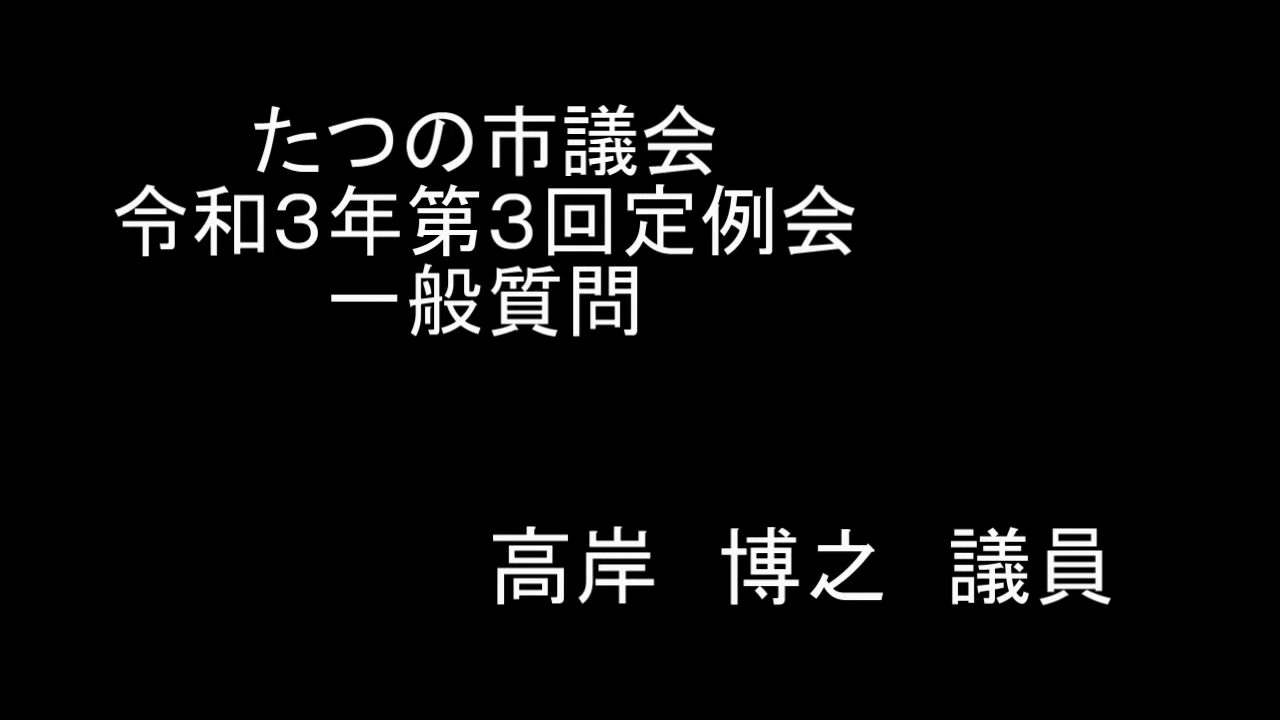 たつの市議会
令和３年第３回定例会
一般質問
高岸　博之　議員